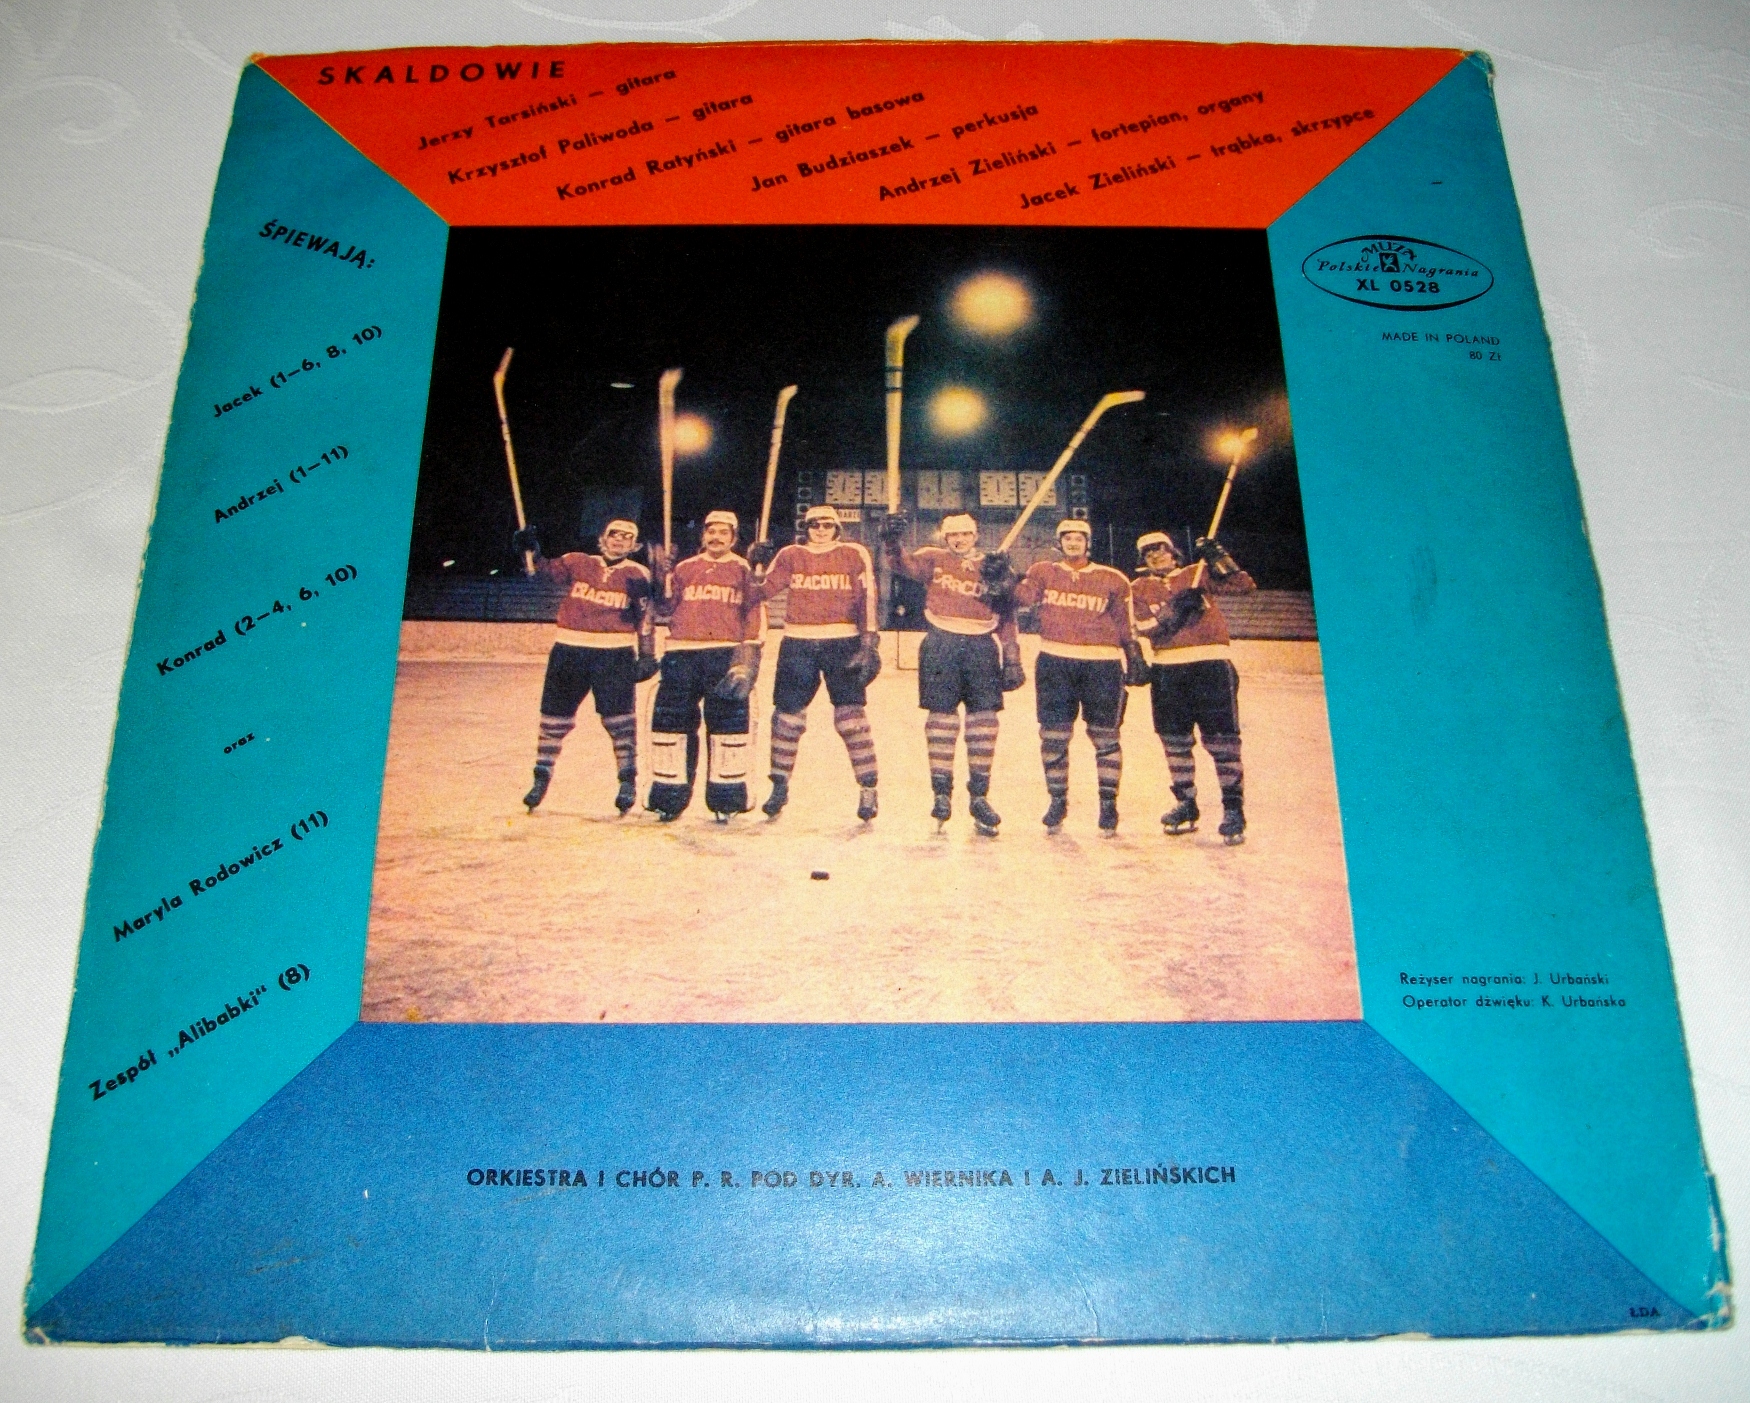 SKALDOWIE
Jerzy Tarsiński — gitara
Krzysztof Paliwoda — gitara
Konrad Ratyński — gitara basowa
Jan Budziaszek — perkusja
Andrzej Zieliński — fortepian, organy
Jacek Zieliński — trąbka, skrzypce
ŚPIEWAJĄ:
Jacek (1—6, 8, 10)
Andrzej (1—11)
Konrad (2—4, 6, 10)
oraz
Maryla Rodowicz (11)
Zespół „Alibabki“ (8)
MUZA
Polskie Nagrania
XL 0528
MADE IN POLAND
80 Zł
CRACOVI
CRACOVIA
CRACOVIA
CRACO
CRACOVIA
Reżyser nagrania: J. Urbański
Operator dźwięku: K. Urbańska
ORKIESTRA I CHÓR P. R. POD DYR. A. WIERNIKA I A. J. ZIELIŃSKICH
ŁDA